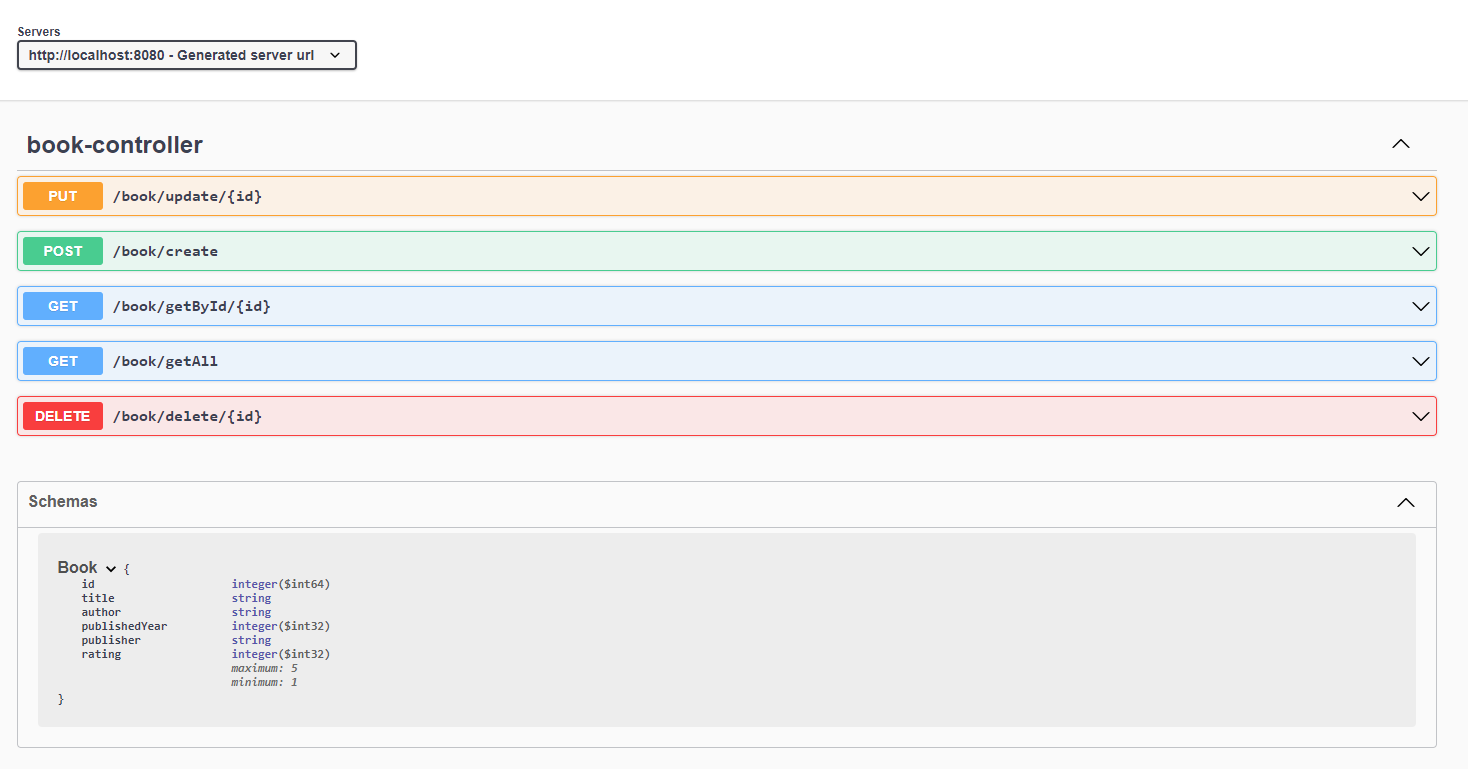 Servers
http://localhost:8080 - Generated server url
book-controller
PUT /book/update/{id}
POST /book/create
GET /book/getById/{id}
GET /book/getAll
DELETE /book/delete/{id}
Schemas
Book {
id integer($int64)
title string
author string
publishedYear integer($int32)
publisher string
rating integer($int32)
maximum: 5
minimum: 1
}